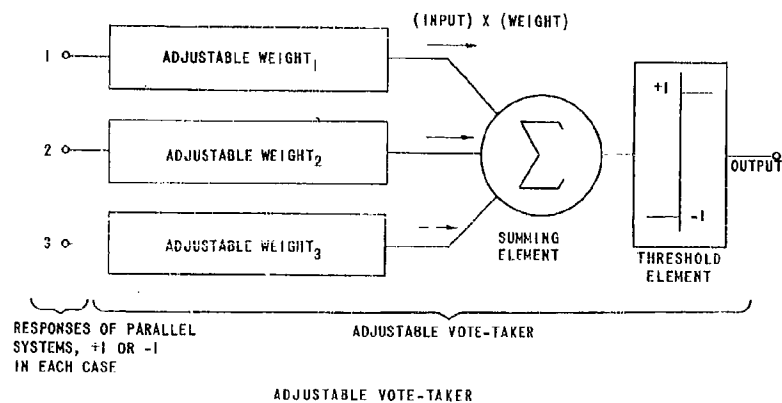 (INPUT) X (WEIGHT)
1 ADJUSTABLE WEIGHT1
2 ADJUSTABLE WEIGHT2
3 ADJUSTABLE WEIGHT3
Σ
SUMMING
ELEMENT
+1
-1
THRESHOLD
ELEMENT
OUTPUT
RESPONSES OF PARALLEL
SYSTEMS, +1 OR -1
IN EACH CASE
ADJUSTABLE VOTE-TAKER
ADJUSTABLE VOTE-TAKER